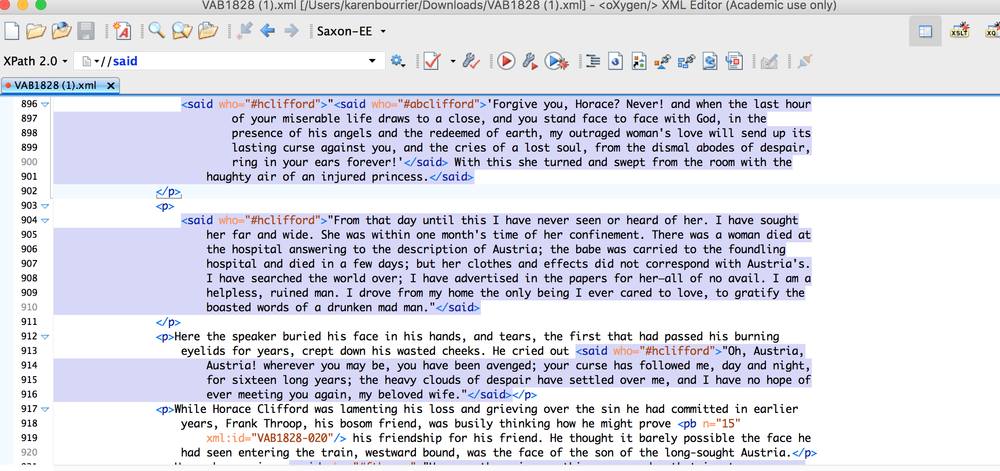 VAB1828 (1).xml [/Users/karenbourrier/Downloads/VAB1828 (1).xml] - <oXygen/> XML Editor (Academic use only)
Saxon-EE
XSLT XQ
XPath 2.0 //said
VAB1828 (1).xml X
896 <said who="#hclifford">"<said who="#abclifford">'Forgive you, Horace? Never! and when the last hour
897 of your miserable life draws to a close, and you stand face to face with God, in the
898 presence of his angels and the redeemed of earth, my outraged woman's love will send up its
899 lasting curse against you, and the cries of a lost soul, from the dismal abodes of despair,
900 ring in your ears forever!'</said> With this she turned and swept from the room with the
901 haughty air of an injured princess.</said>
902 </p>
903 <p>
904 <said who="#hclifford">"From that day until this I have never seen or heard of her. I have sought
905 her far and wide. She was within one month's time of her confinement. There was a woman died at
906 the hospital answering to the description of Austria; the babe was carried to the foundling
907 hospital and died in a few days; but her clothes and effects did not correspond with Austria's.
908 I have searched the world over; I have advertised in the papers for her—all of no avail. I am a
909 helpless, ruined man. I drove from my home the only being I ever cared to love, to gratify the
910 boasted words of a drunken mad man."</said>
911 </p>
912 <p>Here the speaker buried his face in his hands, and tears, the first that had passed his burning
913 eyelids for years, crept down his wasted cheeks. He cried out <said who="#hclifford">"Oh, Austria,
914 Austria! wherever you may be, you have been avenged; your curse has followed me, day and night,
915 for sixteen long years; the heavy clouds of despair have settled over me, and I have no hope of
916 ever meeting you again, my beloved wife."</said></p>
917 <p>While Horace Clifford was lamenting his loss and grieving over the sin he had committed in earlier
918 years, Frank Throop, his bosom friend, was busily thinking how he might prove <pb n="15"
919 xml:id="VAB1828-020"/> his friendship for his friend. He thought it barely possible the face he
920 had seen entering the train, westward bound, was the face of the son of the long-sought Austria.</p>